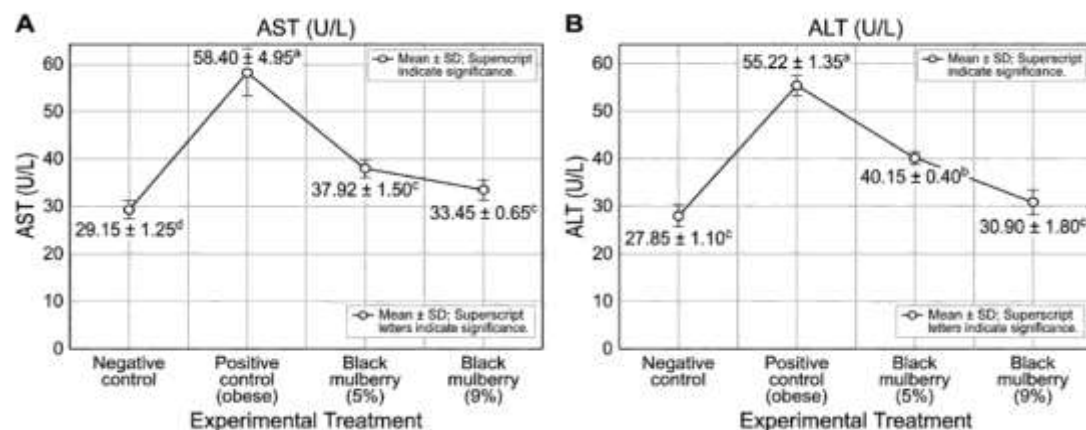 A
AST (U/L)
58.40 ± 4.95ᵃ
Mean ± SD; Superscript
indicate significance.
60
50
40
30
20
10
0
AST (U/L)
29.15 ± 1.25ᵈ
37.92 ± 1.50ᶜ
33.45 ± 0.65ᶜ
Mean ± SD; Superscript
letters indicate significance.
Negative
control
Positive
control
(obese)
Black
mulberry
(5%)
Black
mulberry
(9%)
Experimental Treatment
B
ALT (U/L)
55.22 ± 1.35ᵃ
Mean ± SD; Superscript
indicate significance.
60
50
40
30
20
10
0
ALT (U/L)
27.85 ± 1.10ᶜ
40.15 ± 0.40ᵇ
30.90 ± 1.80ᶜ
Mean ± SD; Superscript
letters indicate significance.
Negative
control
Positive
control
(obese)
Black
mulberry
(5%)
Black
mulberry
(9%)
Experimental Treatment